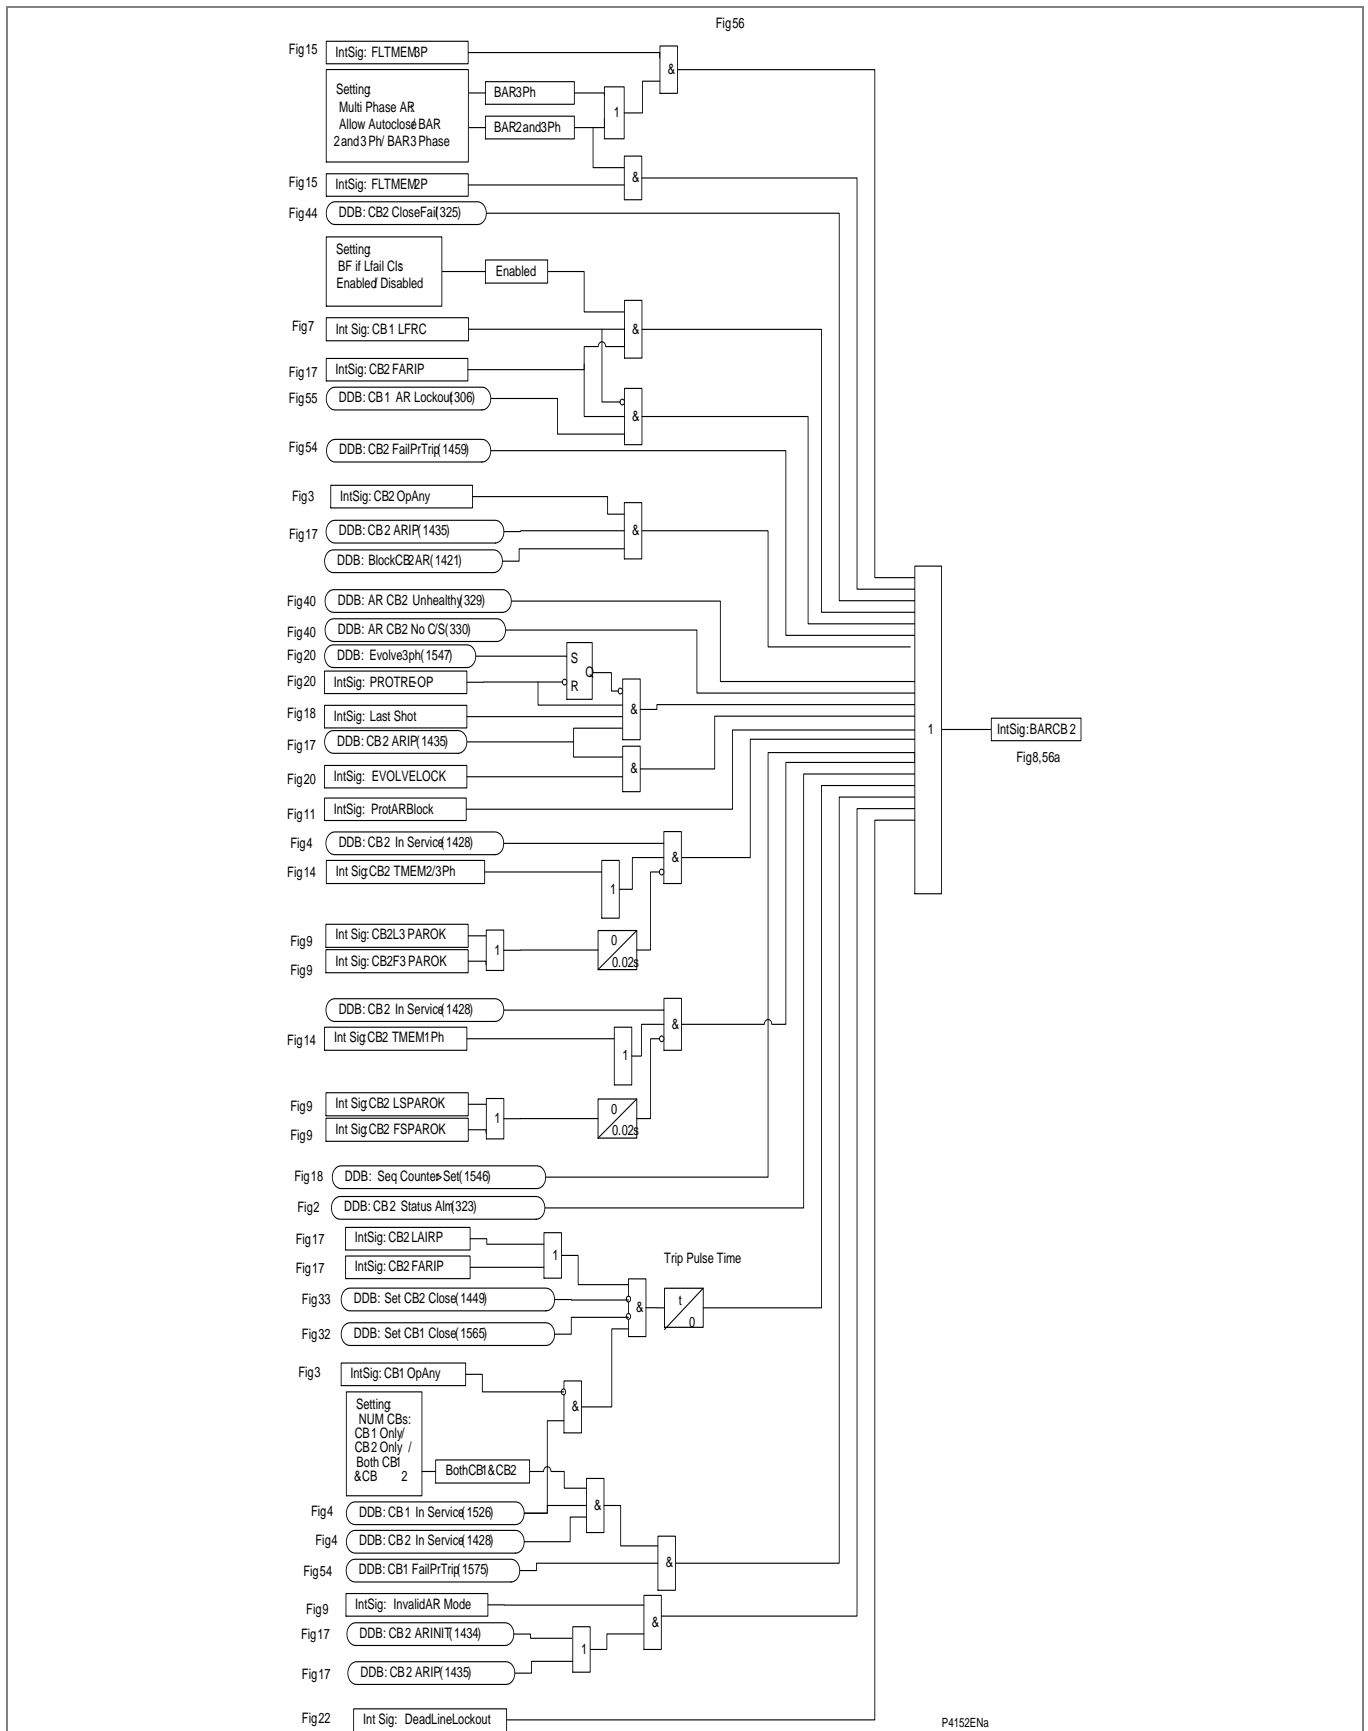 Fig56
Fig15 IntSig: FLTMEM3P
&
Setting:
Multi Phase AR:
Allow Autoclose/ BAR
2and3 Ph/ BAR3 Phase
BAR3Ph
1
BAR2and3Ph
&
Fig15 IntSig: FLTMEM2P
Fig44 DDB: CB2 CloseFail(325)
Setting:
BF if Lfail Cls
Enabled/ Disabled
Enabled
&
Fig7 Int Sig: CB1 LFRC
Fig17 IntSig: CB2 FARIP
Fig55 DDB: CB1 AR Lockout(306)
&
Fig54 DDB: CB2 FailPrTrip(1459)
Fig3 IntSig: CB2 OpAny
&
Fig17 DDB: CB2 ARIP(1435)
DDB: BlockCB2AR(1421)
Fig40 DDB: AR CB2 Unhealthy(329)
Fig40 DDB: AR CB2 No C/S(330)
Fig20 DDB: Evolve3ph(1547)
S
Q
R
Fig20 IntSig: PROTRE-OP
&
Fig18 IntSig: Last Shot
Fig17 DDB: CB2 ARIP(1435)
1
IntSig:BARCB2
Fig8,56a
&
Fig20 IntSig: EVOLVELOCK
Fig11 IntSig: ProtARBlock
Fig4 DDB: CB2 In Service(1428)
&
Fig14 Int Sig:CB2 TMEM2/3Ph
1
Fig9 Int Sig: CB2L3 PAROK
1
0
0.02s
Fig9 Int Sig: CB2F3 PAROK
DDB: CB2 In Service(1428)
&
Fig14 Int Sig:CB2 TMEM1Ph
1
Fig9 Int Sig:CB2 LSPAROK
1
0
0.02s
Fig9 Int Sig:CB2 FSPAROK
Fig18 DDB: Seq Counter>Set(1546)
Fig2 DDB: CB2 Status Alm(323)
Fig17 IntSig: CB2 LAIRP
1
Trip Pulse Time
Fig17 IntSig: CB2 FARIP
Fig33 DDB: Set CB2 Close(1449)
&
t
0
Fig32 DDB: Set CB1 Close(1565)
Fig3 IntSig: CB1 OpAny
&
Setting:
NUM CBs:
CB1 Only/
CB2 Only /
Both CB1
&CB 2
BothCB1&CB2
&
Fig4 DDB: CB1 In Service(1526)
Fig4 DDB: CB2 In Service(1428)
&
Fig54 DDB: CB1 FailPrTrip(1575)
Fig9 IntSig: InvalidAR Mode
&
Fig17 DDB: CB2 ARINIT(1434)
1
Fig17 DDB: CB2 ARIP(1435)
Fig22 Int Sig: DeadLineLockout
P4152ENa